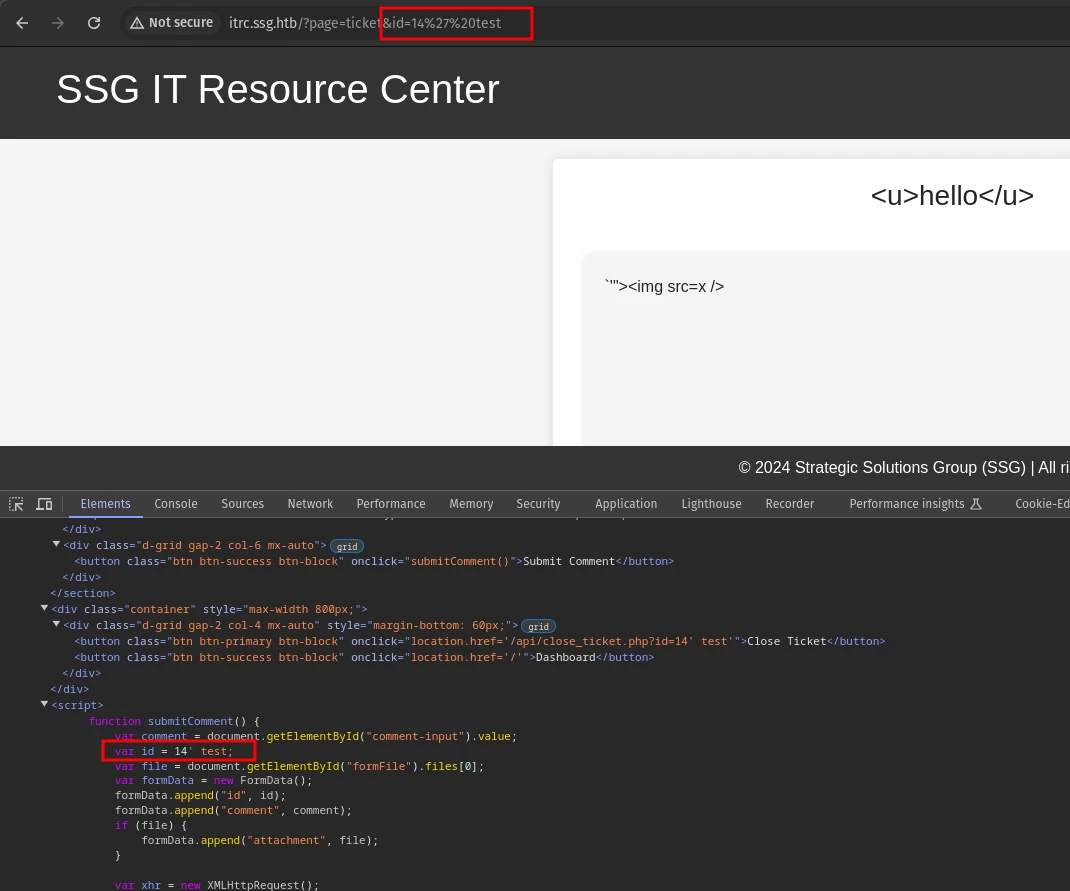 Not secure itrc.ssg.htb/?page=ticket&id=14%27%20test
SSG IT Resource Center
<u>hello</u>
`'"><img src=x />
© 2024 Strategic Solutions Group (SSG) | All ri
Elements Console Sources Network Performance Memory Security Application Lighthouse Recorder Performance insights Cookie-Ed
</div>
<div class="d-grid gap-2 col-6 mx-auto"> grid
<button class="btn btn-success btn-block" onclick="submitComment()">Submit Comment</button>
</div>
</section>
<div class="container" style="max-width 800px;">
<div class="d-grid gap-2 col-4 mx-auto" style="margin-bottom: 60px;"> grid
<button class="btn btn-primary btn-block" onclick="location.href='/api/close_ticket.php?id=14' test'">Close Ticket</button>
<button class="btn btn-success btn-block" onclick="location.href='/'">Dashboard</button>
</div>
</div>
<script>
function submitComment() {
var comment = document.getElementById("comment-input").value;
var id = 14' test;
var file = document.getElementById("formFile").files[0];
var formData = new FormData();
formData.append("id", id);
formData.append("comment", comment);
if (file) {
formData.append("attachment", file);
}
var xhr = new XMLHttpRequest();